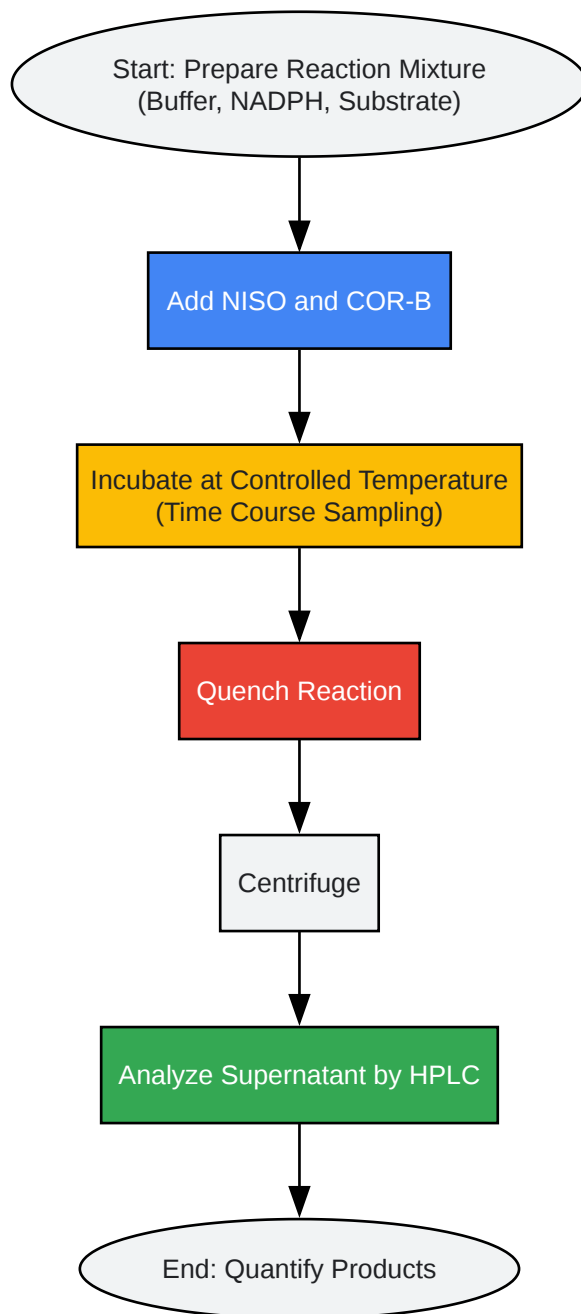 Start: Prepare Reaction Mixture
(Buffer, NADPH, Substrate)
Add NISO and COR-B
Incubate at Controlled Temperature
(Time Course Sampling)
Quench Reaction
Centrifuge
Analyze Supernatant by HPLC
End: Quantify Products